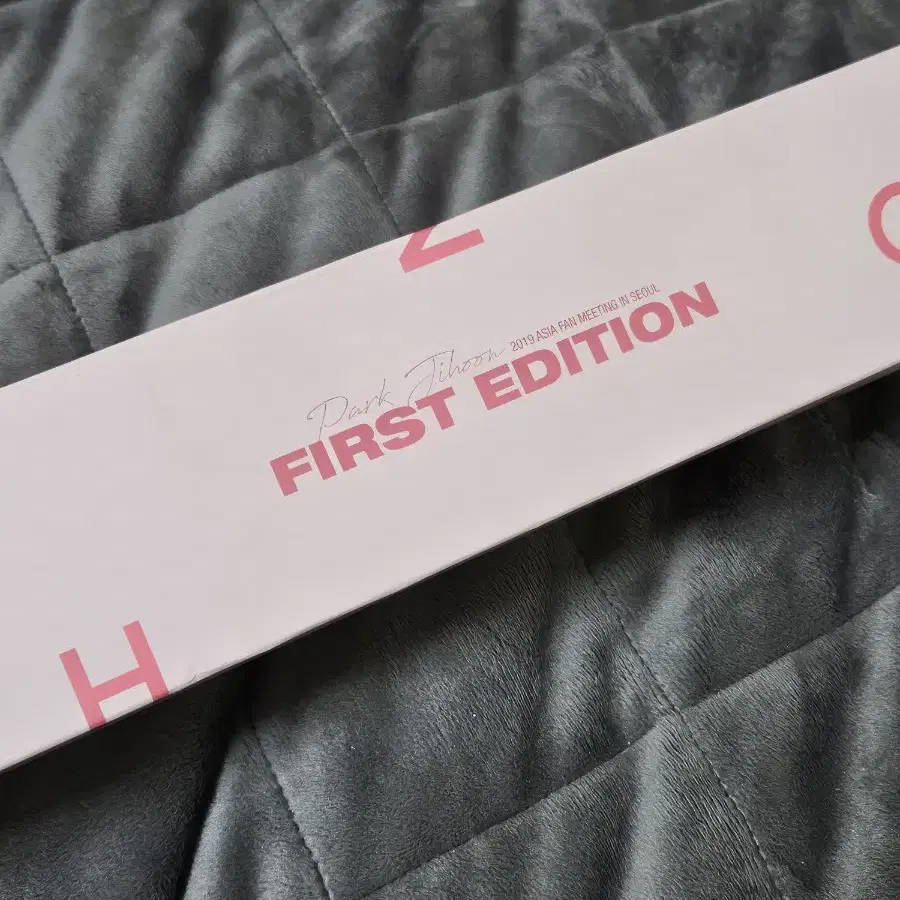 Park Jihoon 2019 ASIA FAN MEETING IN SEOUL
FIRST EDITION
H